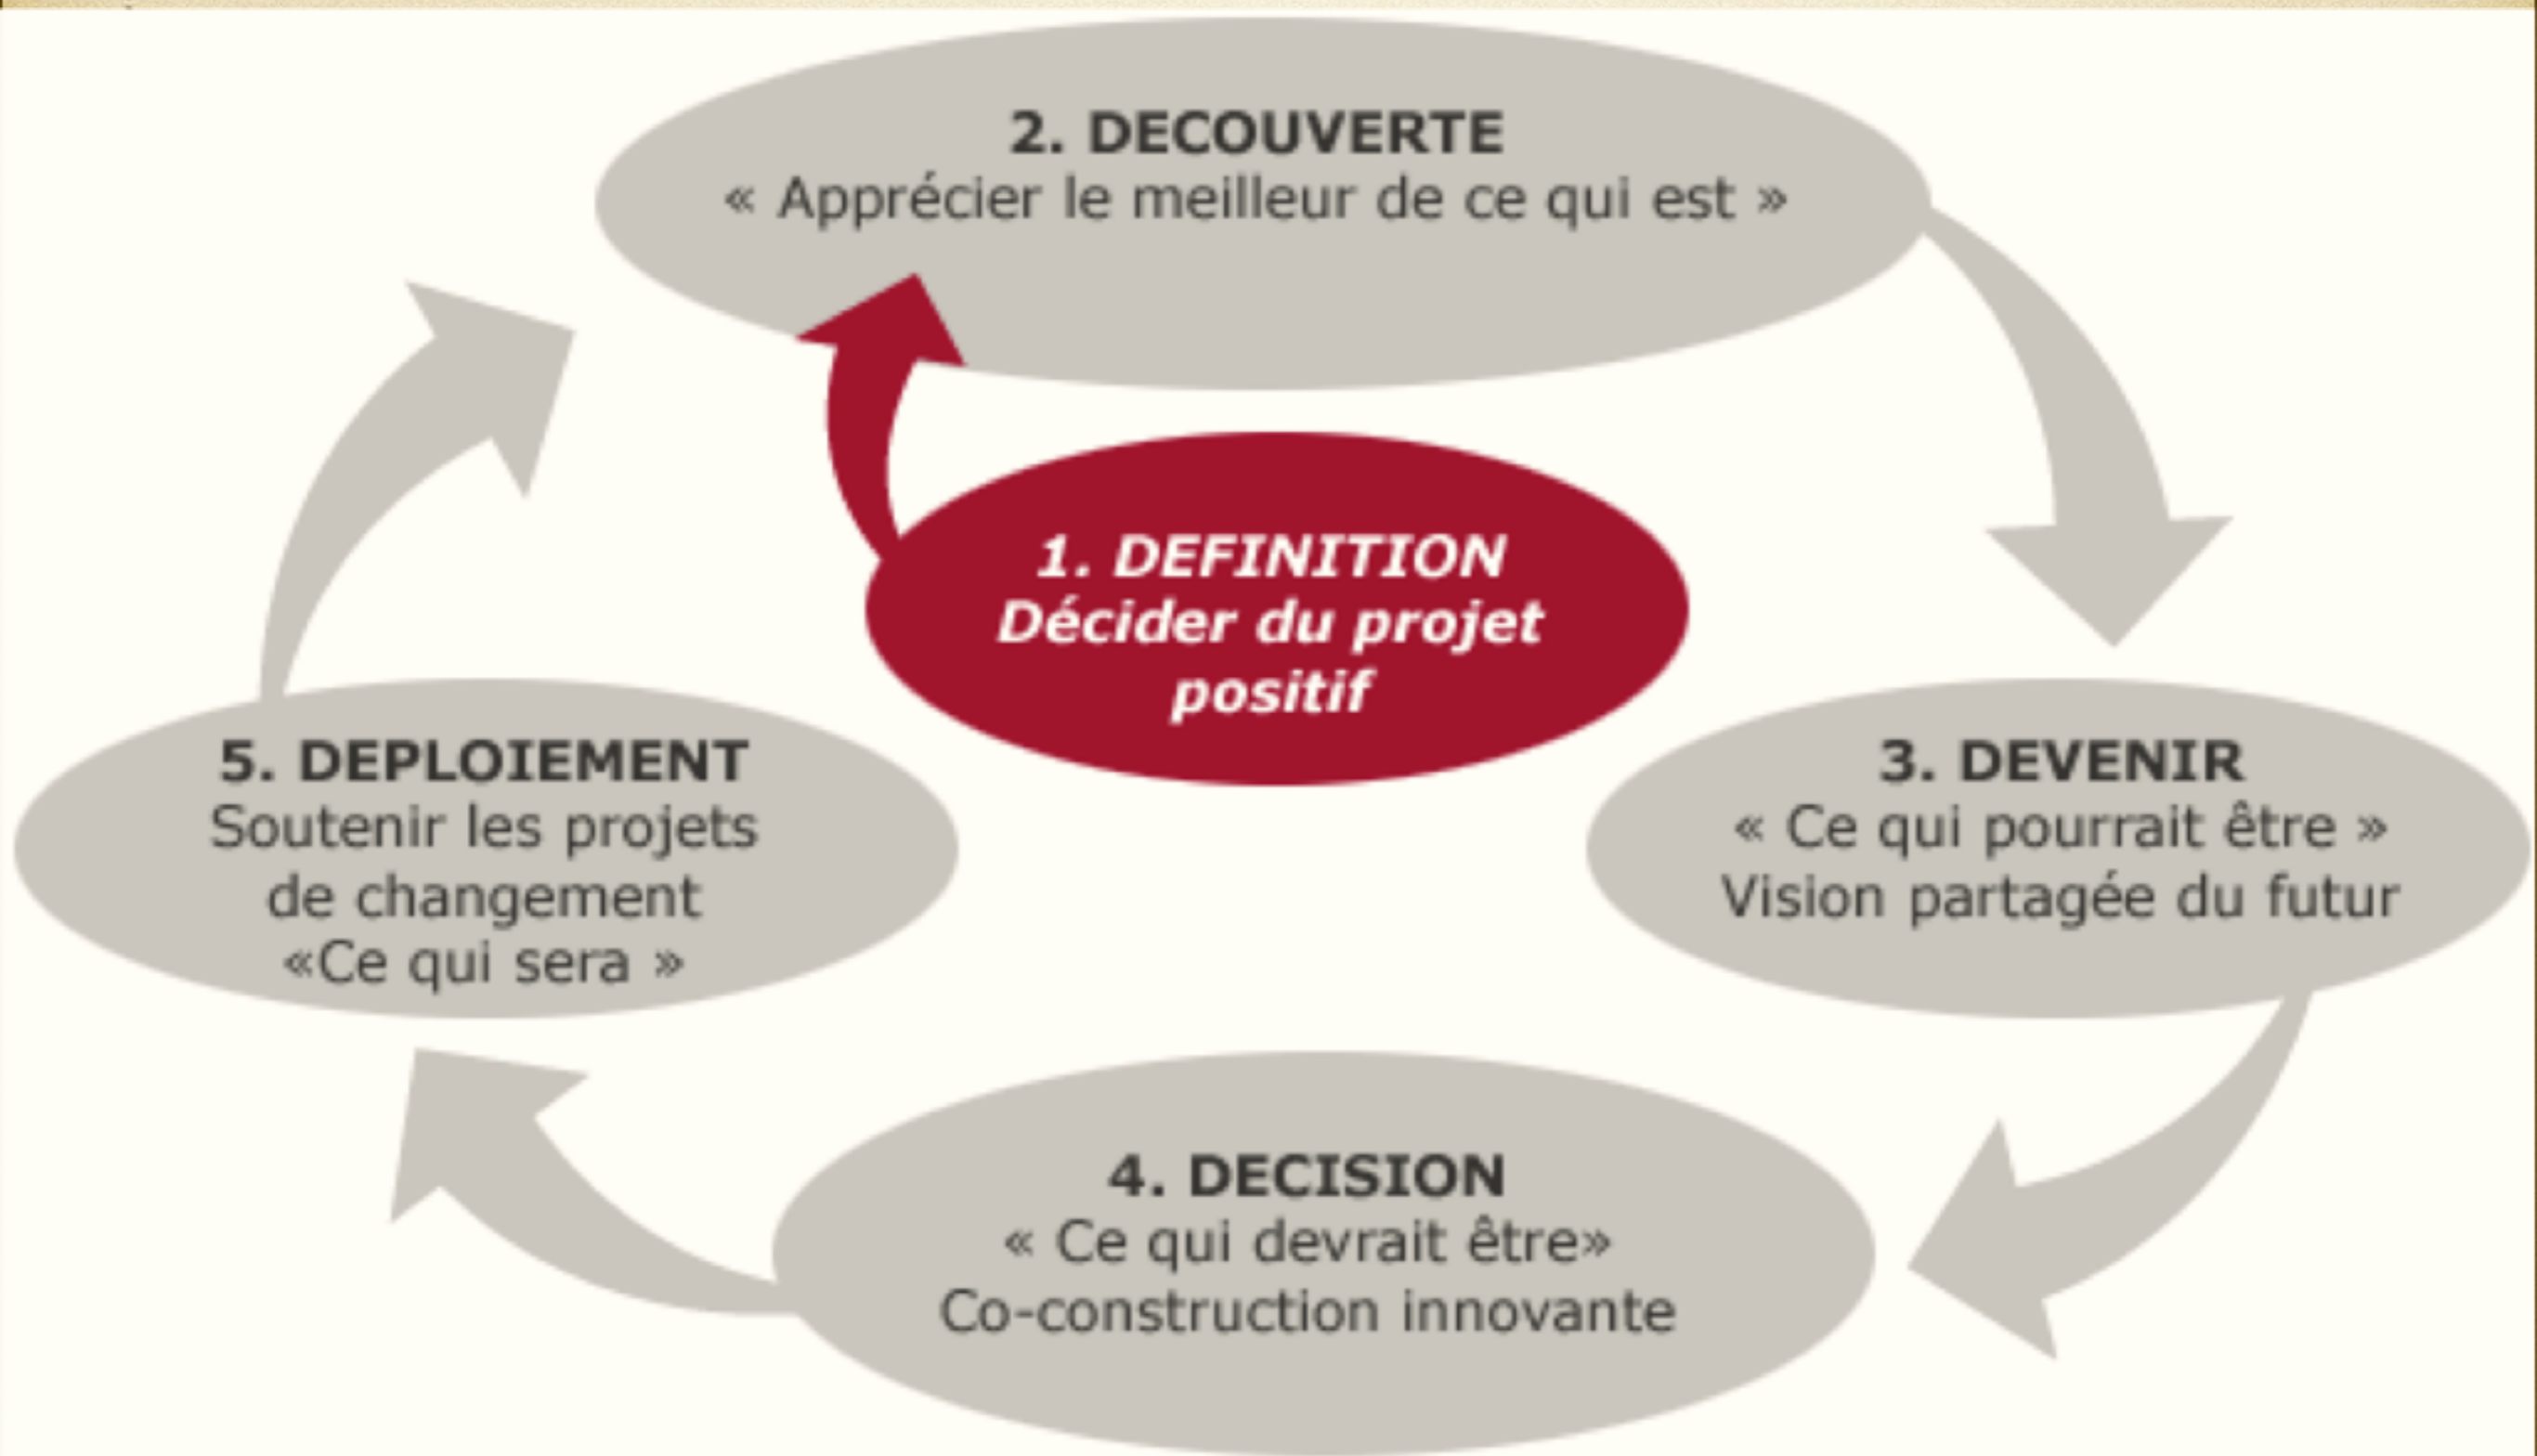 2. DECOUVERTE
« Apprécier le meilleur de ce qui est »
1. DEFINITION
Décider du projet
positif
3. DEVENIR
« Ce qui pourrait être »
Vision partagée du futur
4. DECISION
« Ce qui devrait être»
Co-construction innovante
5. DEPLOIEMENT
Soutenir les projets
de changement
«Ce qui sera »